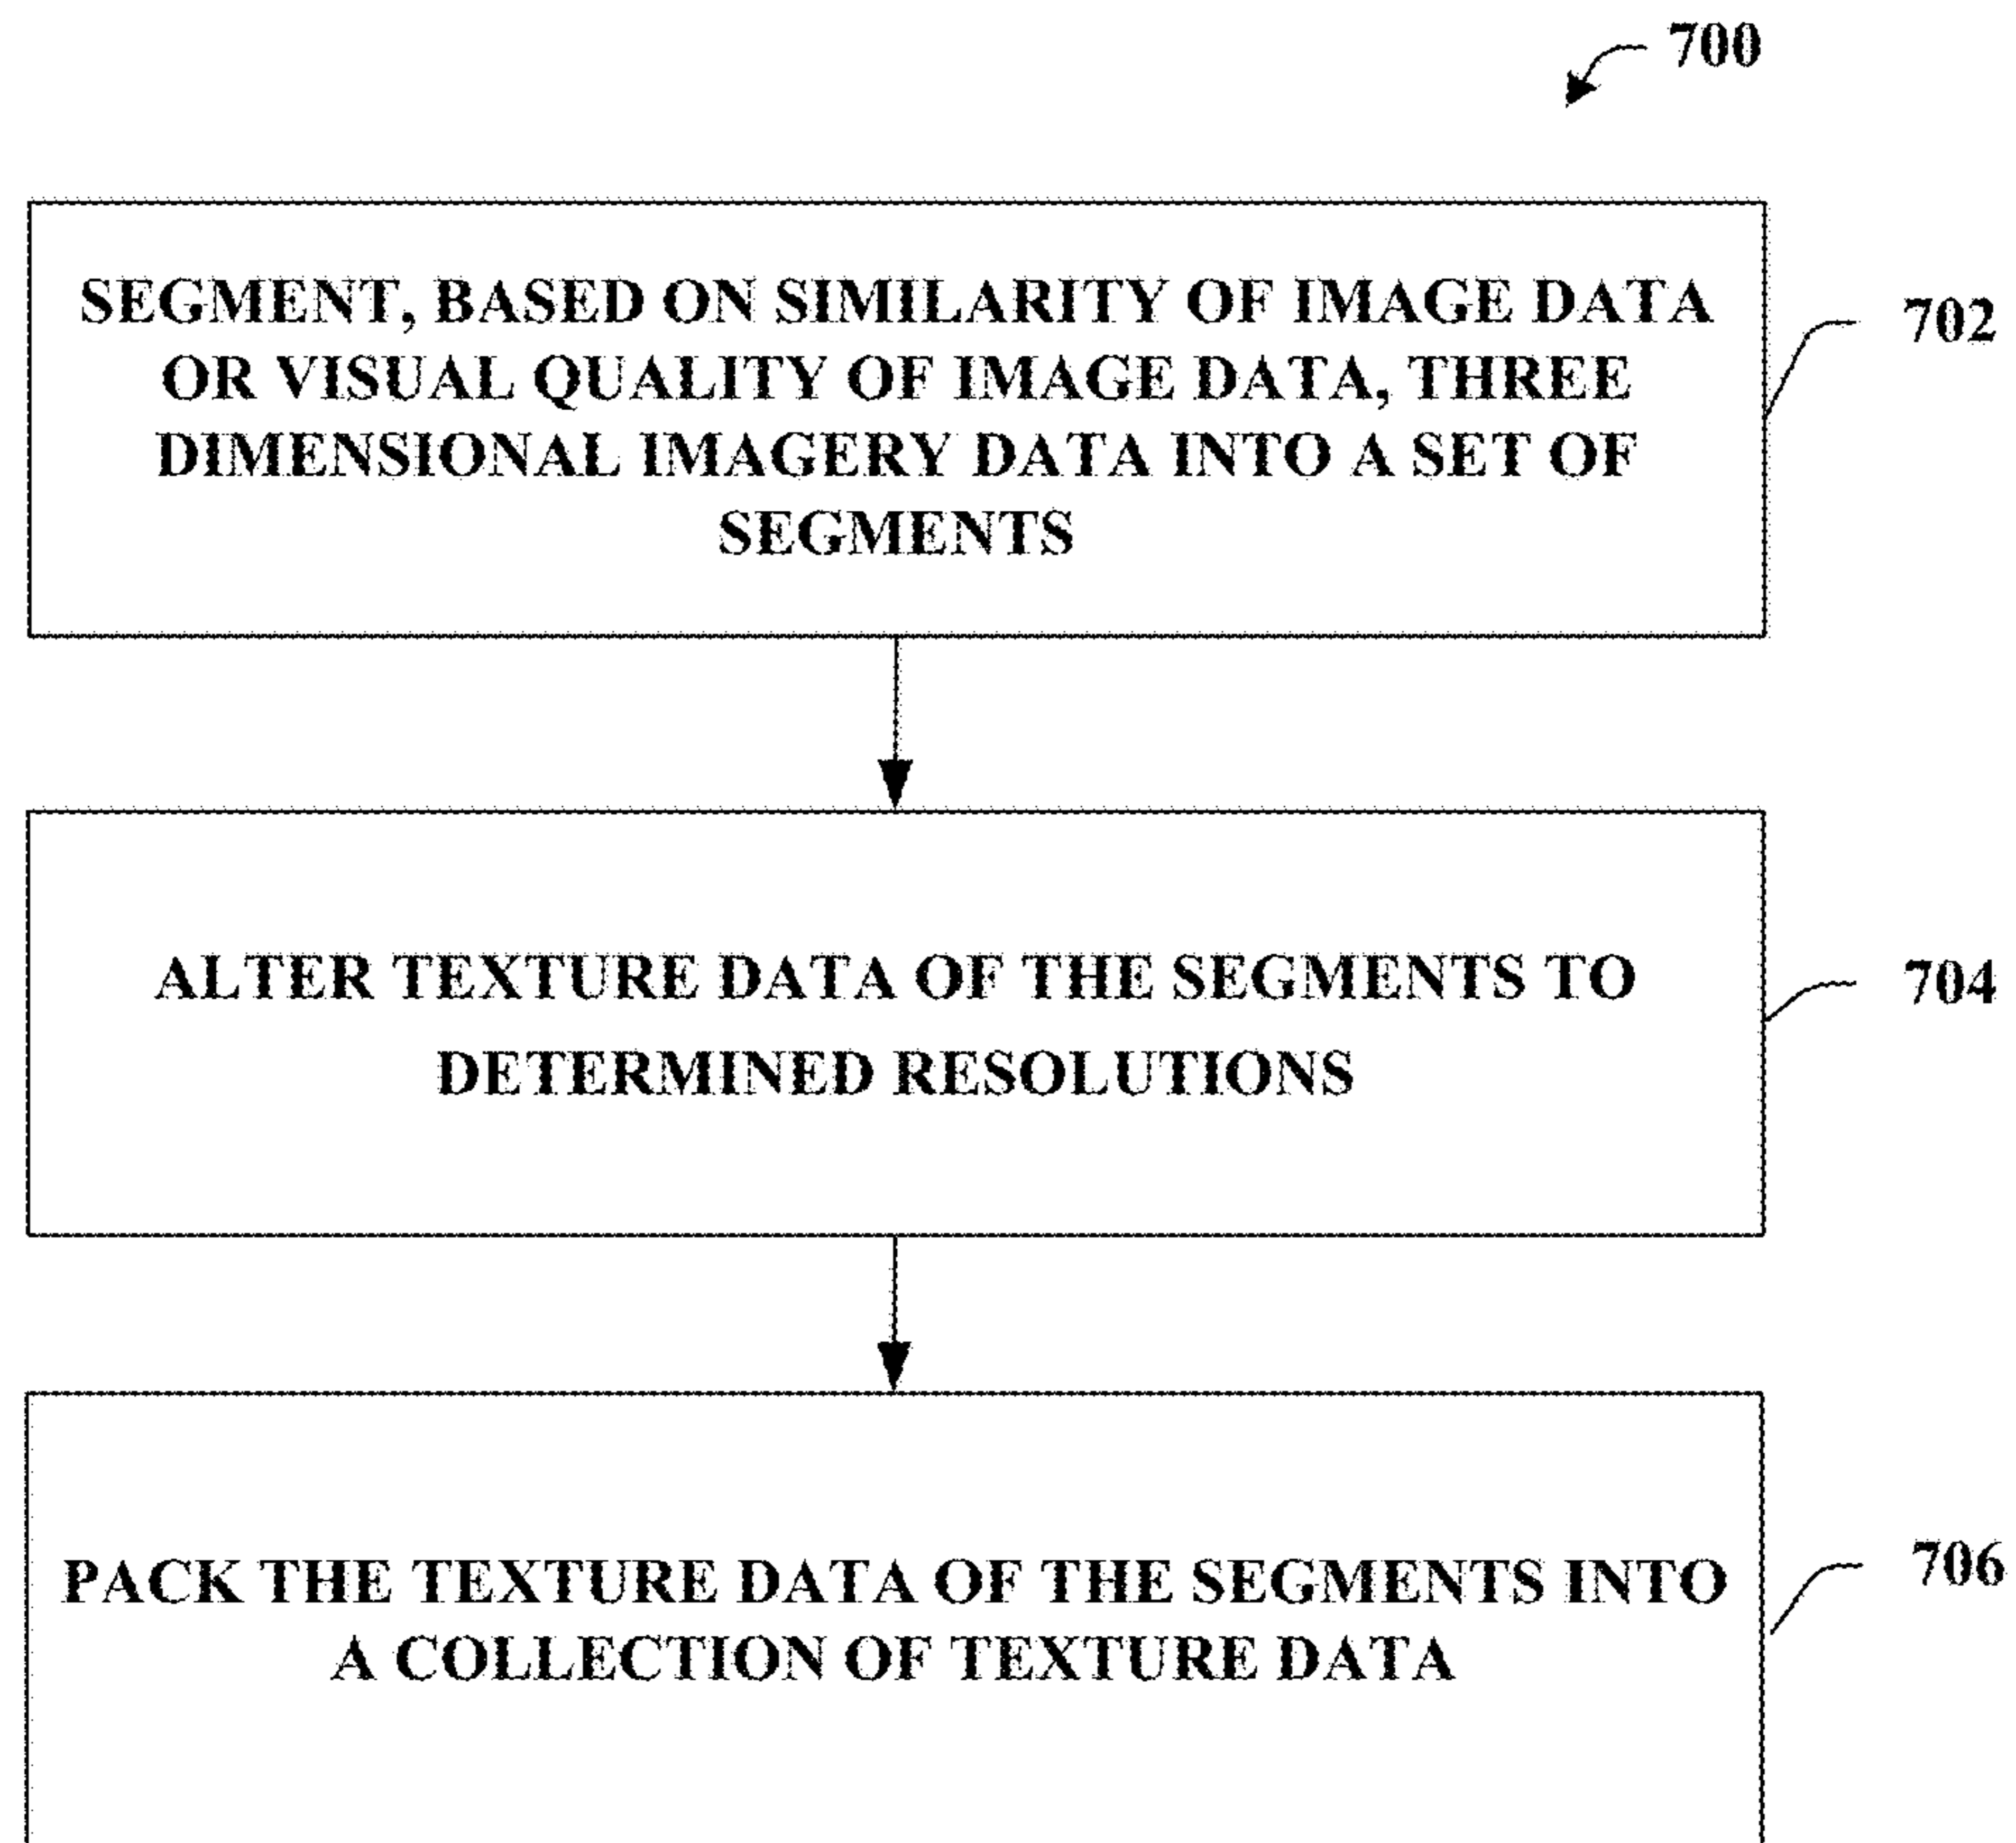 700
SEGMENT, BASED ON SIMILARITY OF IMAGE DATA
OR VISUAL QUALITY OF IMAGE DATA, THREE
DIMENSIONAL IMAGERY DATA INTO A SET OF
SEGMENTS
702
ALTER TEXTURE DATA OF THE SEGMENTS TO
DETERMINED RESOLUTIONS
704
PACK THE TEXTURE DATA OF THE SEGMENTS INTO
A COLLECTION OF TEXTURE DATA
706